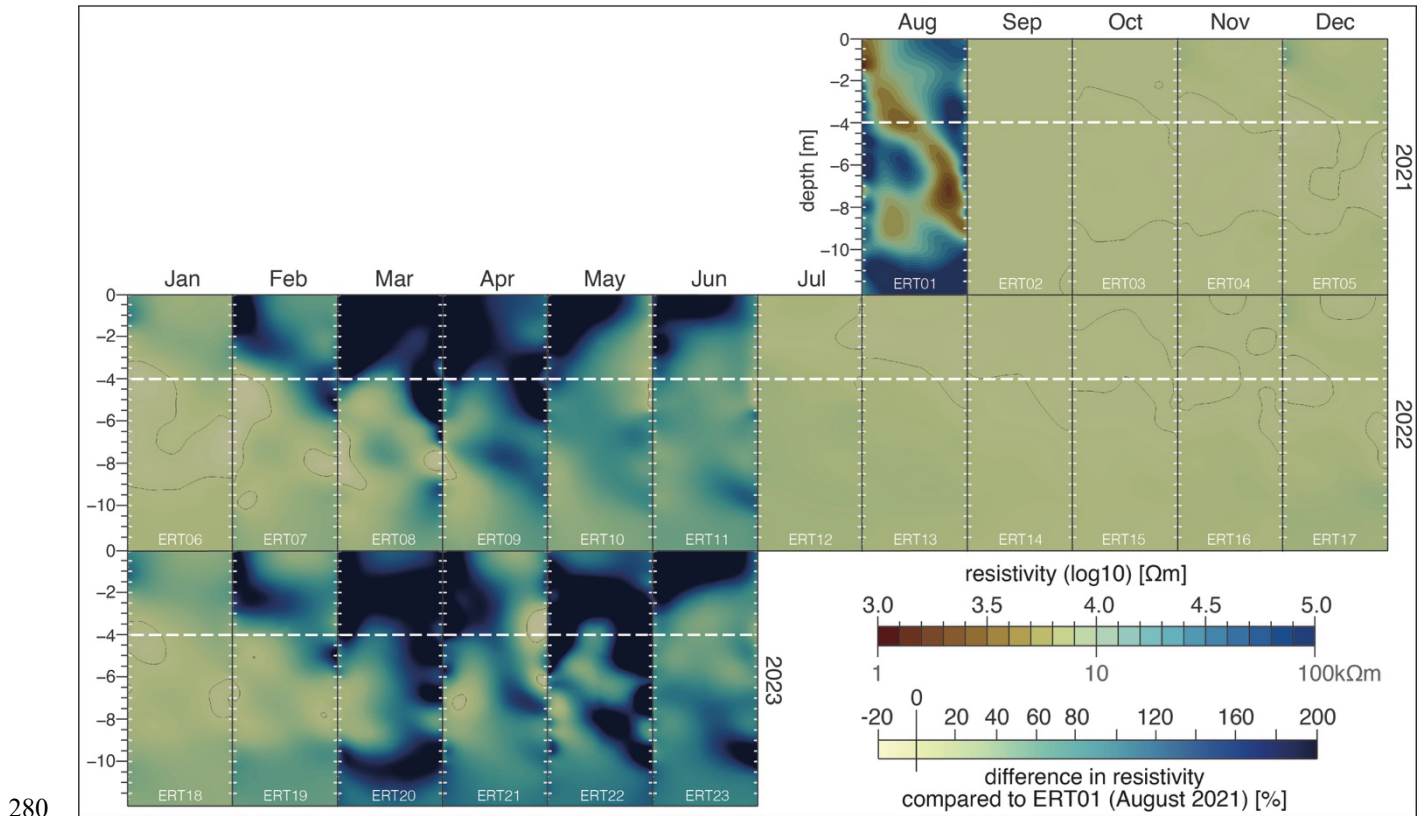 Aug Sep Oct Nov Dec
0
−2
−4
−6
−8
−10
depth [m]
ERT01 ERT02 ERT03 ERT04 ERT05
2021
Jan Feb Mar Apr May Jun Jul
0
−2
−4
−6
−8
−10
ERT06 ERT07 ERT08 ERT09 ERT10 ERT11 ERT12 ERT13 ERT14 ERT15 ERT16 ERT17
2022
0
−2
−4
−6
−8
−10
ERT18 ERT19 ERT20 ERT21 ERT22 ERT23
2023
resistivity (log10) [Ωm]
3.0 3.5 4.0 4.5 5.0
1 10 100kΩm
0
-20 20 40 60 80 120 160 200
difference in resistivity
compared to ERT01 (August 2021) [%]
280